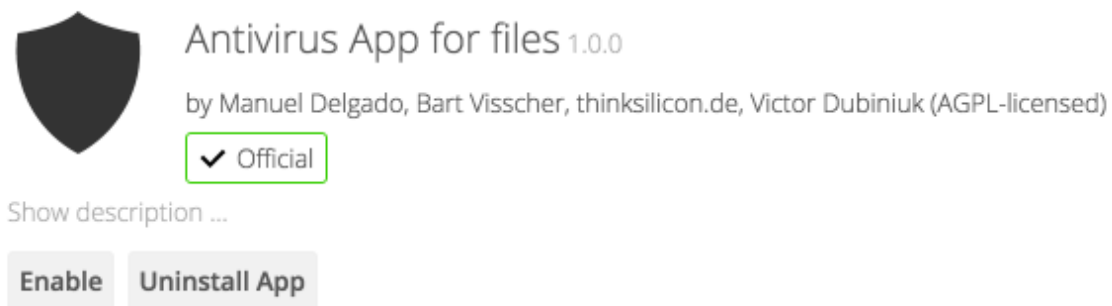 Antivirus App for files 1.0.0
by Manuel Delgado, Bart Visscher, thinksilicon.de, Victor Dubiniuk (AGPL-licensed)
Official
Show description ...
Enable Uninstall App